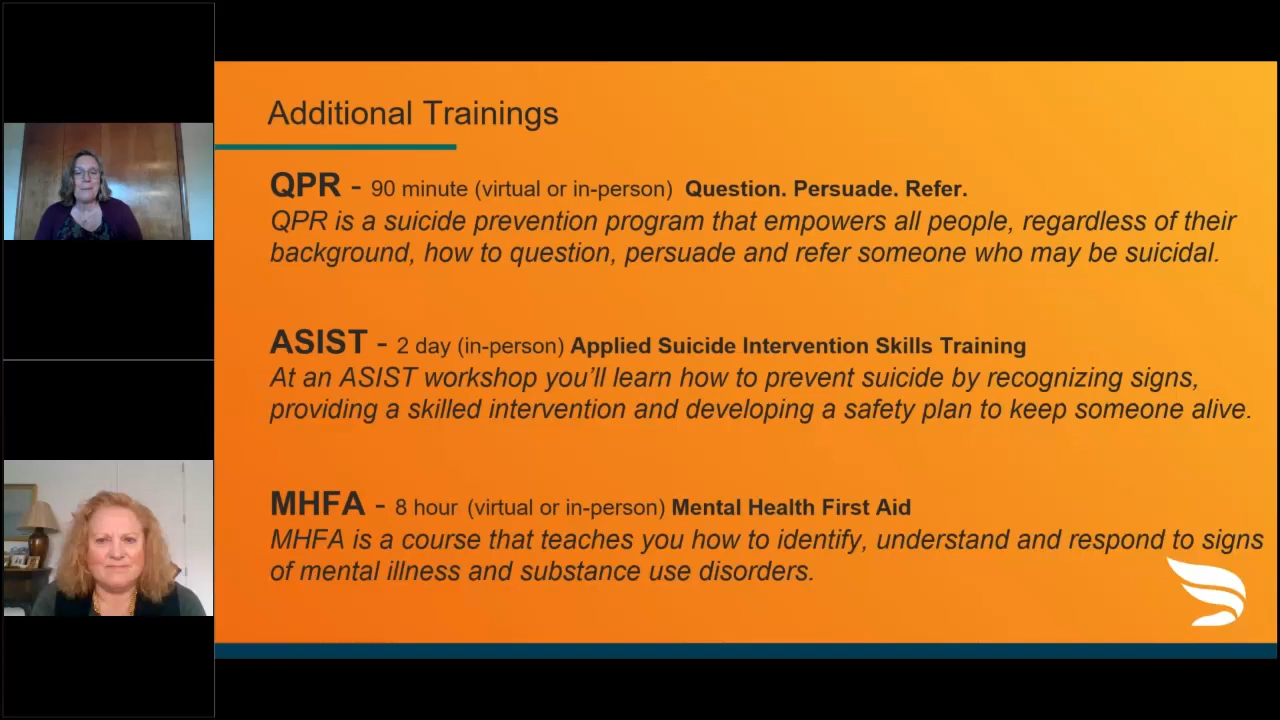 Additional Trainings
QPR - 90 minute (virtual or in-person) Question. Persuade. Refer.
QPR is a suicide prevention program that empowers all people, regardless of their
background, how to question, persuade and refer someone who may be suicidal.
ASIST - 2 day (in-person) Applied Suicide Intervention Skills Training
At an ASIST workshop you’ll learn how to prevent suicide by recognizing signs,
providing a skilled intervention and developing a safety plan to keep someone alive.
MHFA - 8 hour (virtual or in-person) Mental Health First Aid
MHFA is a course that teaches you how to identify, understand and respond to signs
of mental illness and substance use disorders.